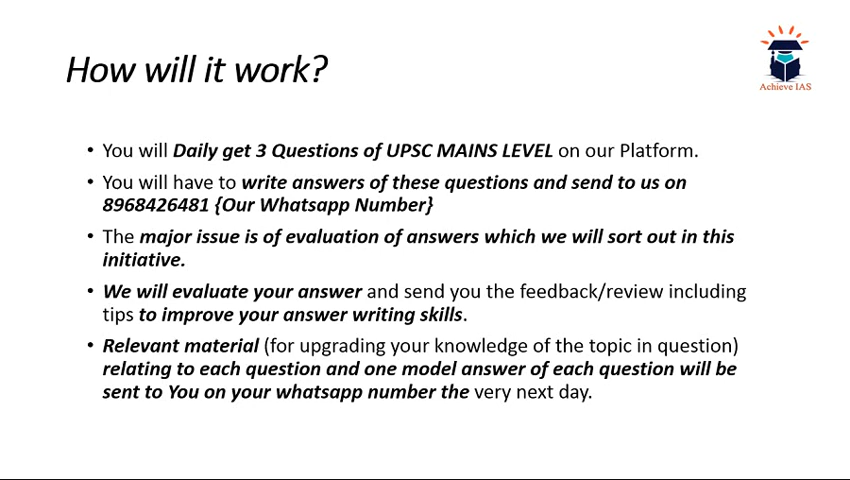 How will it work?
Achieve IAS
• You will Daily get 3 Questions of UPSC MAINS LEVEL on our Platform.
• You will have to write answers of these questions and send to us on
8968426481 {Our Whatsapp Number}
• The major issue is of evaluation of answers which we will sort out in this
initiative.
• We will evaluate your answer and send you the feedback/review including
tips to improve your answer writing skills.
• Relevant material (for upgrading your knowledge of the topic in question)
relating to each question and one model answer of each question will be
sent to You on your whatsapp number the very next day.